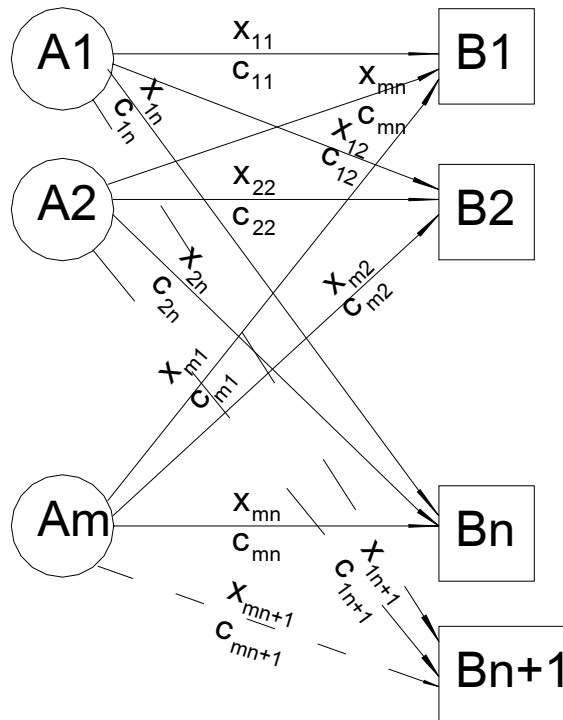 A1
X11
C11
B1
X1n
C1n
Xmn
Cmn
X12
C12
A2
X22
C22
B2
X2n
C2n
Xm2
Cm2
Xm1
Cm1
Am
Xmn
Cmn
Bn
X1n+1
C1n+1
Xmn+1
Cmn+1
Bn+1